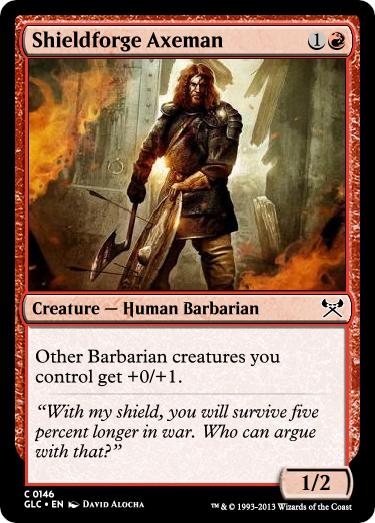 Shieldforge Axeman 1
Creature — Human Barbarian
Other Barbarian creatures you
control get +0/+1.
“With my shield, you will survive five
percent longer in war. Who can argue
with that?”
1/2
C 0146
GLC • EN DAVID ALOCHA
™ & © 1993-2013 Wizards of the Coast